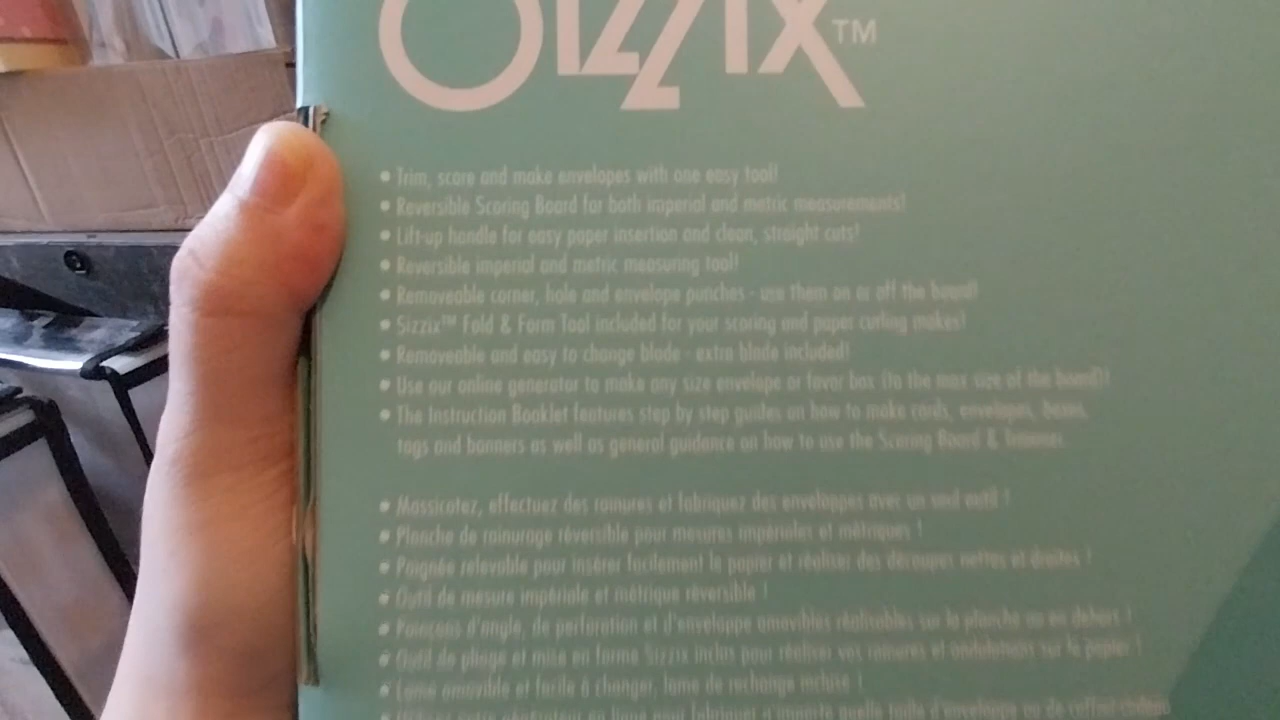 Sizzix™
• Trim, score and make envelopes with one easy tool!
• Reversible Scoring Board for both imperial and metric measurements!
• Lift-up handle for easy paper insertion and clean, straight cuts!
• Reversible imperial and metric measuring tool!
• Removeable corner, hole and envelope punches - use them on or off the board!
• Sizzix™ Fold & Form Tool included for your scoring and paper curling makes!
• Removeable and easy to change blade - extra blade included!
• Use our online generator to make any size envelope or favor box (to the max size of the board)!
• The Instruction Booklet features step by step guides on how to make cards, envelopes, boxes,
tags and banners as well as general guidance on how to use the Scoring Board & Trimmer.
• Massicotez, effectuez des rainures et fabriquez des enveloppes avec un seul outil !
• Planche de rainurage réversible pour mesures impériales et métriques !
• Poignée relevable pour insérer facilement le papier et réaliser des découpes nettes et droites !
• Outil de mesure impériale et métrique réversible !
• Poinçons d'angle, de perforation et d'enveloppe amovibles réalisables sur la planche ou en dehors !
• Outil de pliage et mise en forme Sizzix inclus pour réaliser vos rainures et ondulations sur le papier !
• Lame amovible et facile à changer, lame de rechange incluse !